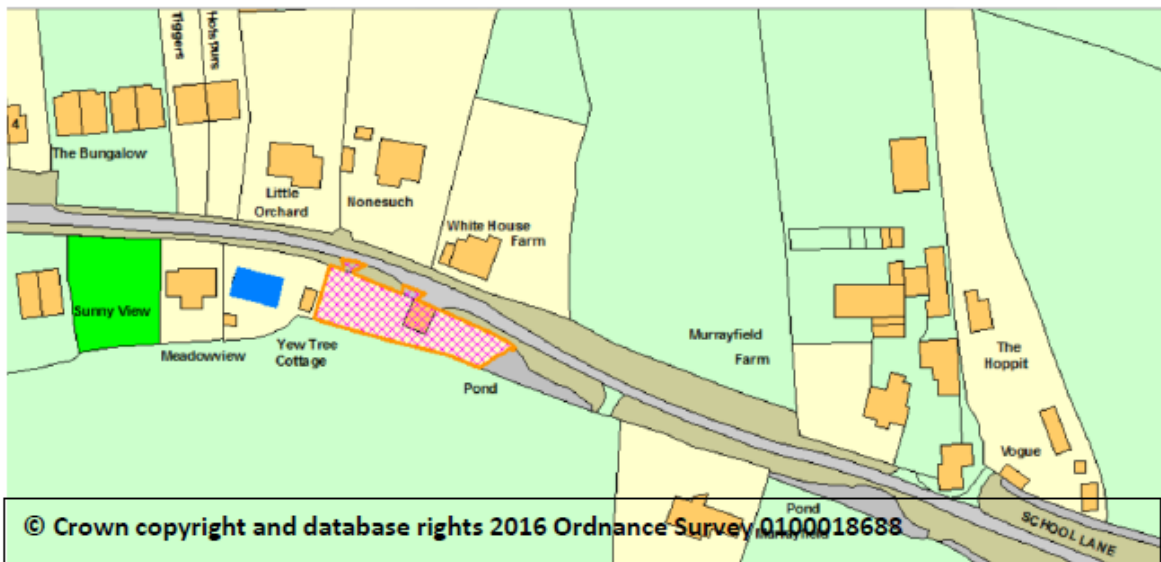 Tiggers
Hotspurs
4
The Bungalow
Little
Orchard
Nonesuch
White House
Farm
Sunny View
Meadowview
Yew Tree
Cottage
Pond
Murrayfield
Farm
The
Hoppit
Vogue
Pond
Murrayfield
SCHOOL LANE
© Crown copyright and database rights 2016 Ordnance Survey 0100018688